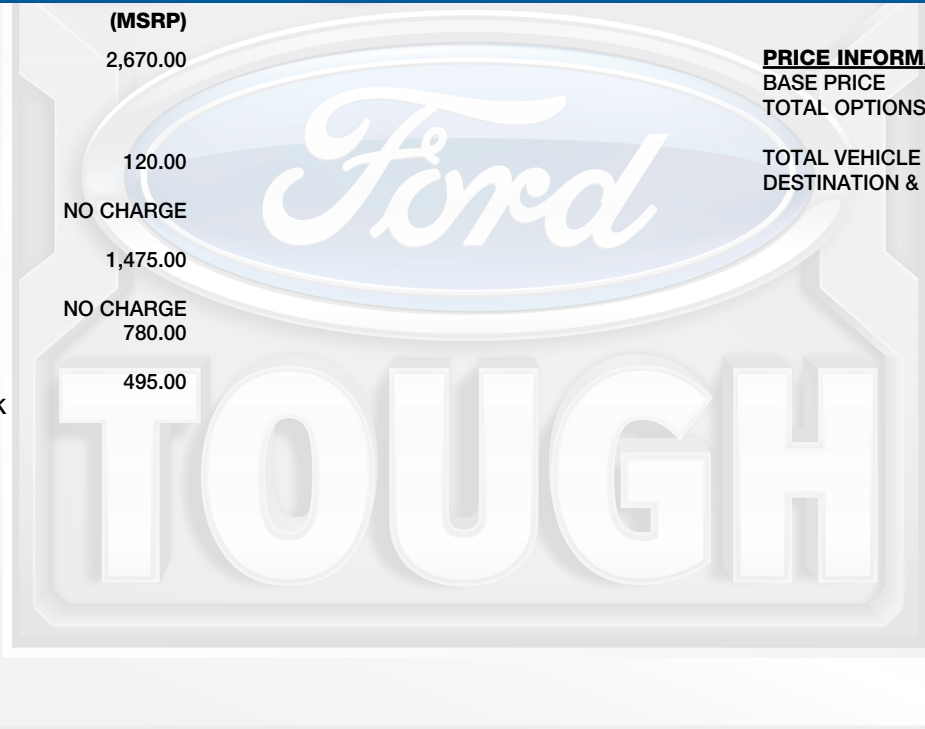 (MSRP)
2,670.00
120.00
NO CHARGE
1,475.00
NO CHARGE
780.00
495.00
K
PRICE INFORMA
BASE PRICE
TOTAL OPTIONS
TOTAL VEHICLE
DESTINATION &
Ford
TOUGH